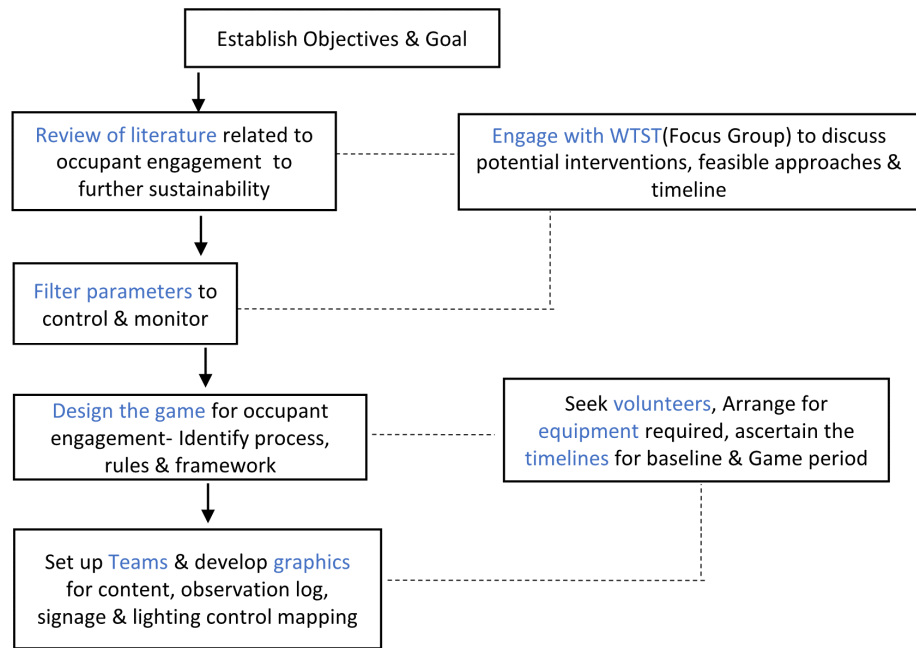 Establish Objectives & Goal
Review of literature related to
occupant engagement to
further sustainability
Engage with WTST(Focus Group) to discuss
potential interventions, feasible approaches &
timeline
Filter parameters to
control & monitor
Design the game for occupant
engagement- Identify process,
rules & framework
Seek volunteers, Arrange for
equipment required, ascertain the
timelines for baseline & Game period
Set up Teams & develop graphics
for content, observation log,
signage & lighting control mapping